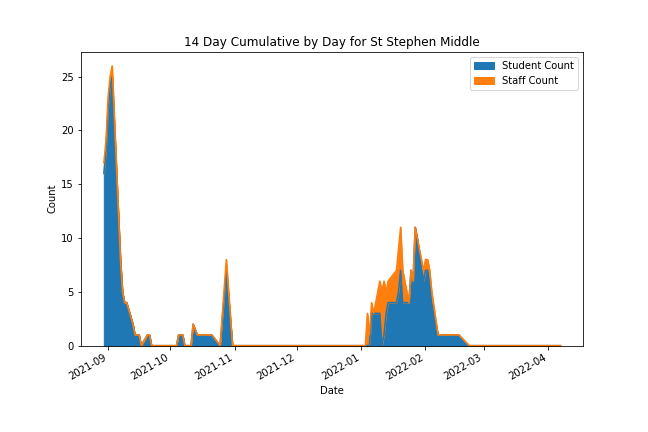 14 Day Cumulative by Day for St Stephen Middle
Student Count
Staff Count
25
20
15
10
5
0
Count
2021-09
2021-10
2021-11
2021-12
2022-01
2022-02
2022-03
2022-04
Date